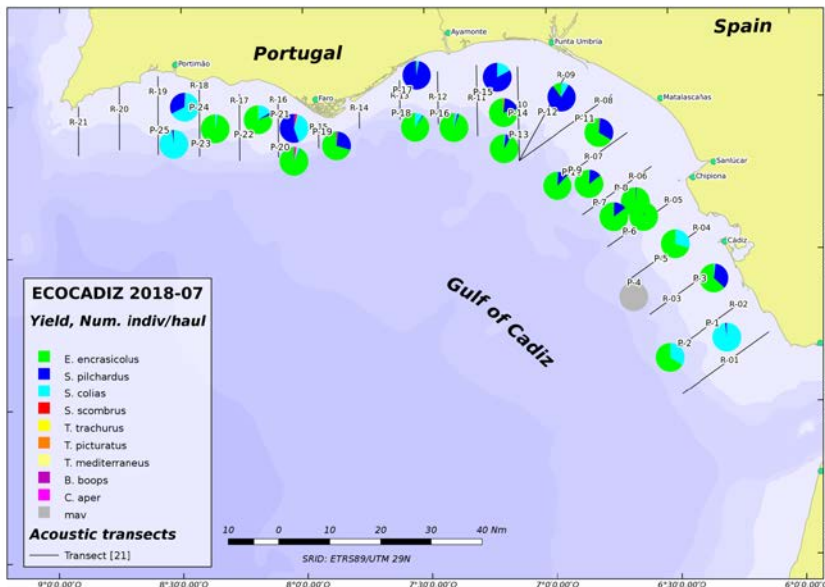 Spain
Portugal
Ayamonte
Punta Umbría
Portimão
Faro
Matalascañas
Sanlúcar
Chipiona
Cádiz
R-21
R-20
R-19
R-18
R-17
R-16
R-15
R-14
R-13
R-12
R-11
10
R-09
R-08
R-07
R-06
R-05
R-04
R-03
R-02
R-01
P-25
P-24
P-23
P-22
P-21
P-20
P-19
P-18
P-17
P-16
P-15
P-14
P-13
P-12
P-11
P-9
P-8
P-7
P-6
P-5
P-4
P-3
P-2
P-1
Gulf of Cadiz
ECOCADIZ 2018-07
Yield, Num. indiv/haul
E. encrasicolus
S. pilchardus
S. colias
S. scombrus
T. trachurus
T. picturatus
T. mediterraneus
B. boops
C. aper
mav
Acoustic transects
Transect [21]
10 0 10 20 30 40 Nm
SRID: ETRS89/UTM 29N
9°0'0.00"O 8°30'0.00"O 8°0'0.00"O 7°30'0.00"O 7°0'0.00"O 6°30'0.00"O 6°0'0.00"O